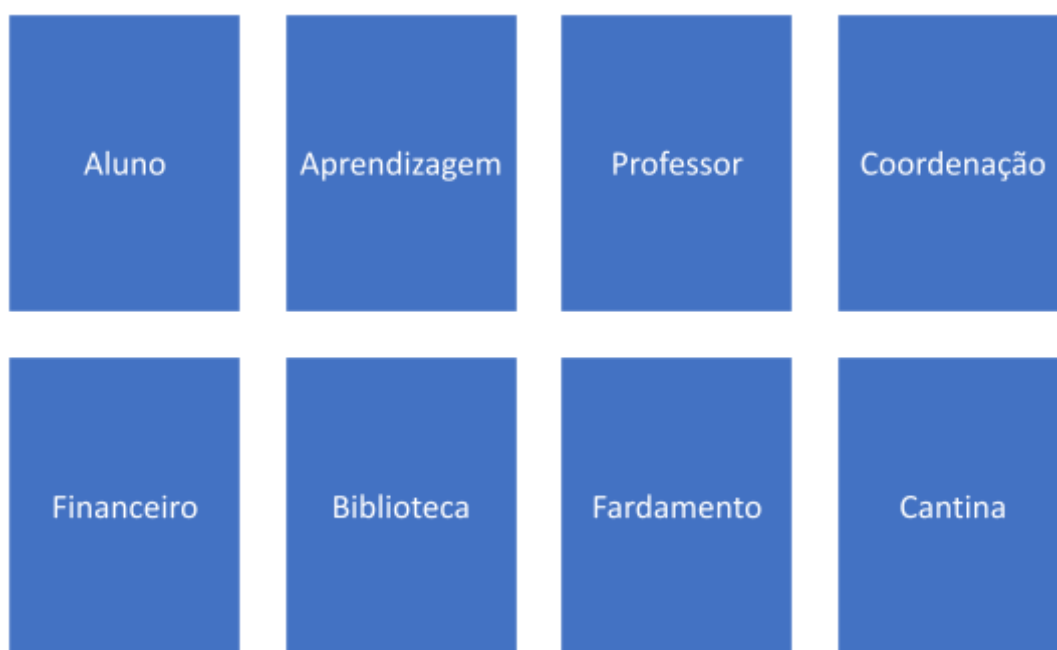 Aluno
Aprendizagem
Professor
Coordenação
Financeiro
Biblioteca
Fardamento
Cantina